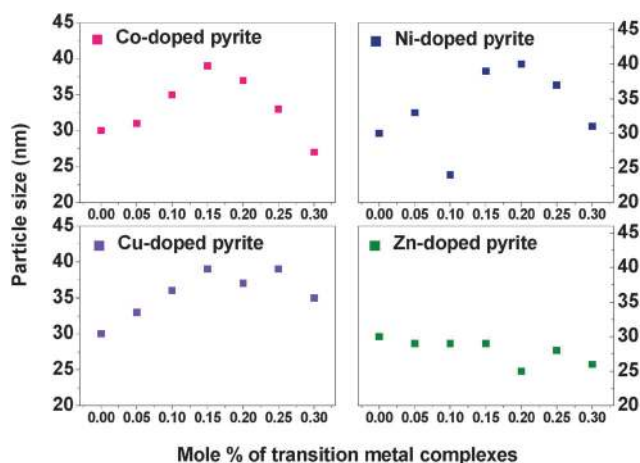 Co-doped pyrite
Ni-doped pyrite
45
40
35
30
25
20
0.00 0.05 0.10 0.15 0.20 0.25 0.30
0.00 0.05 0.10 0.15 0.20 0.25 0.30
45
40
35
30
25
20
Particle size (nm)
Cu-doped pyrite
Zn-doped pyrite
45
40
35
30
25
20
0.00 0.05 0.10 0.15 0.20 0.25 0.30
0.00 0.05 0.10 0.15 0.20 0.25 0.30
45
40
35
30
25
20
Mole % of transition metal complexes